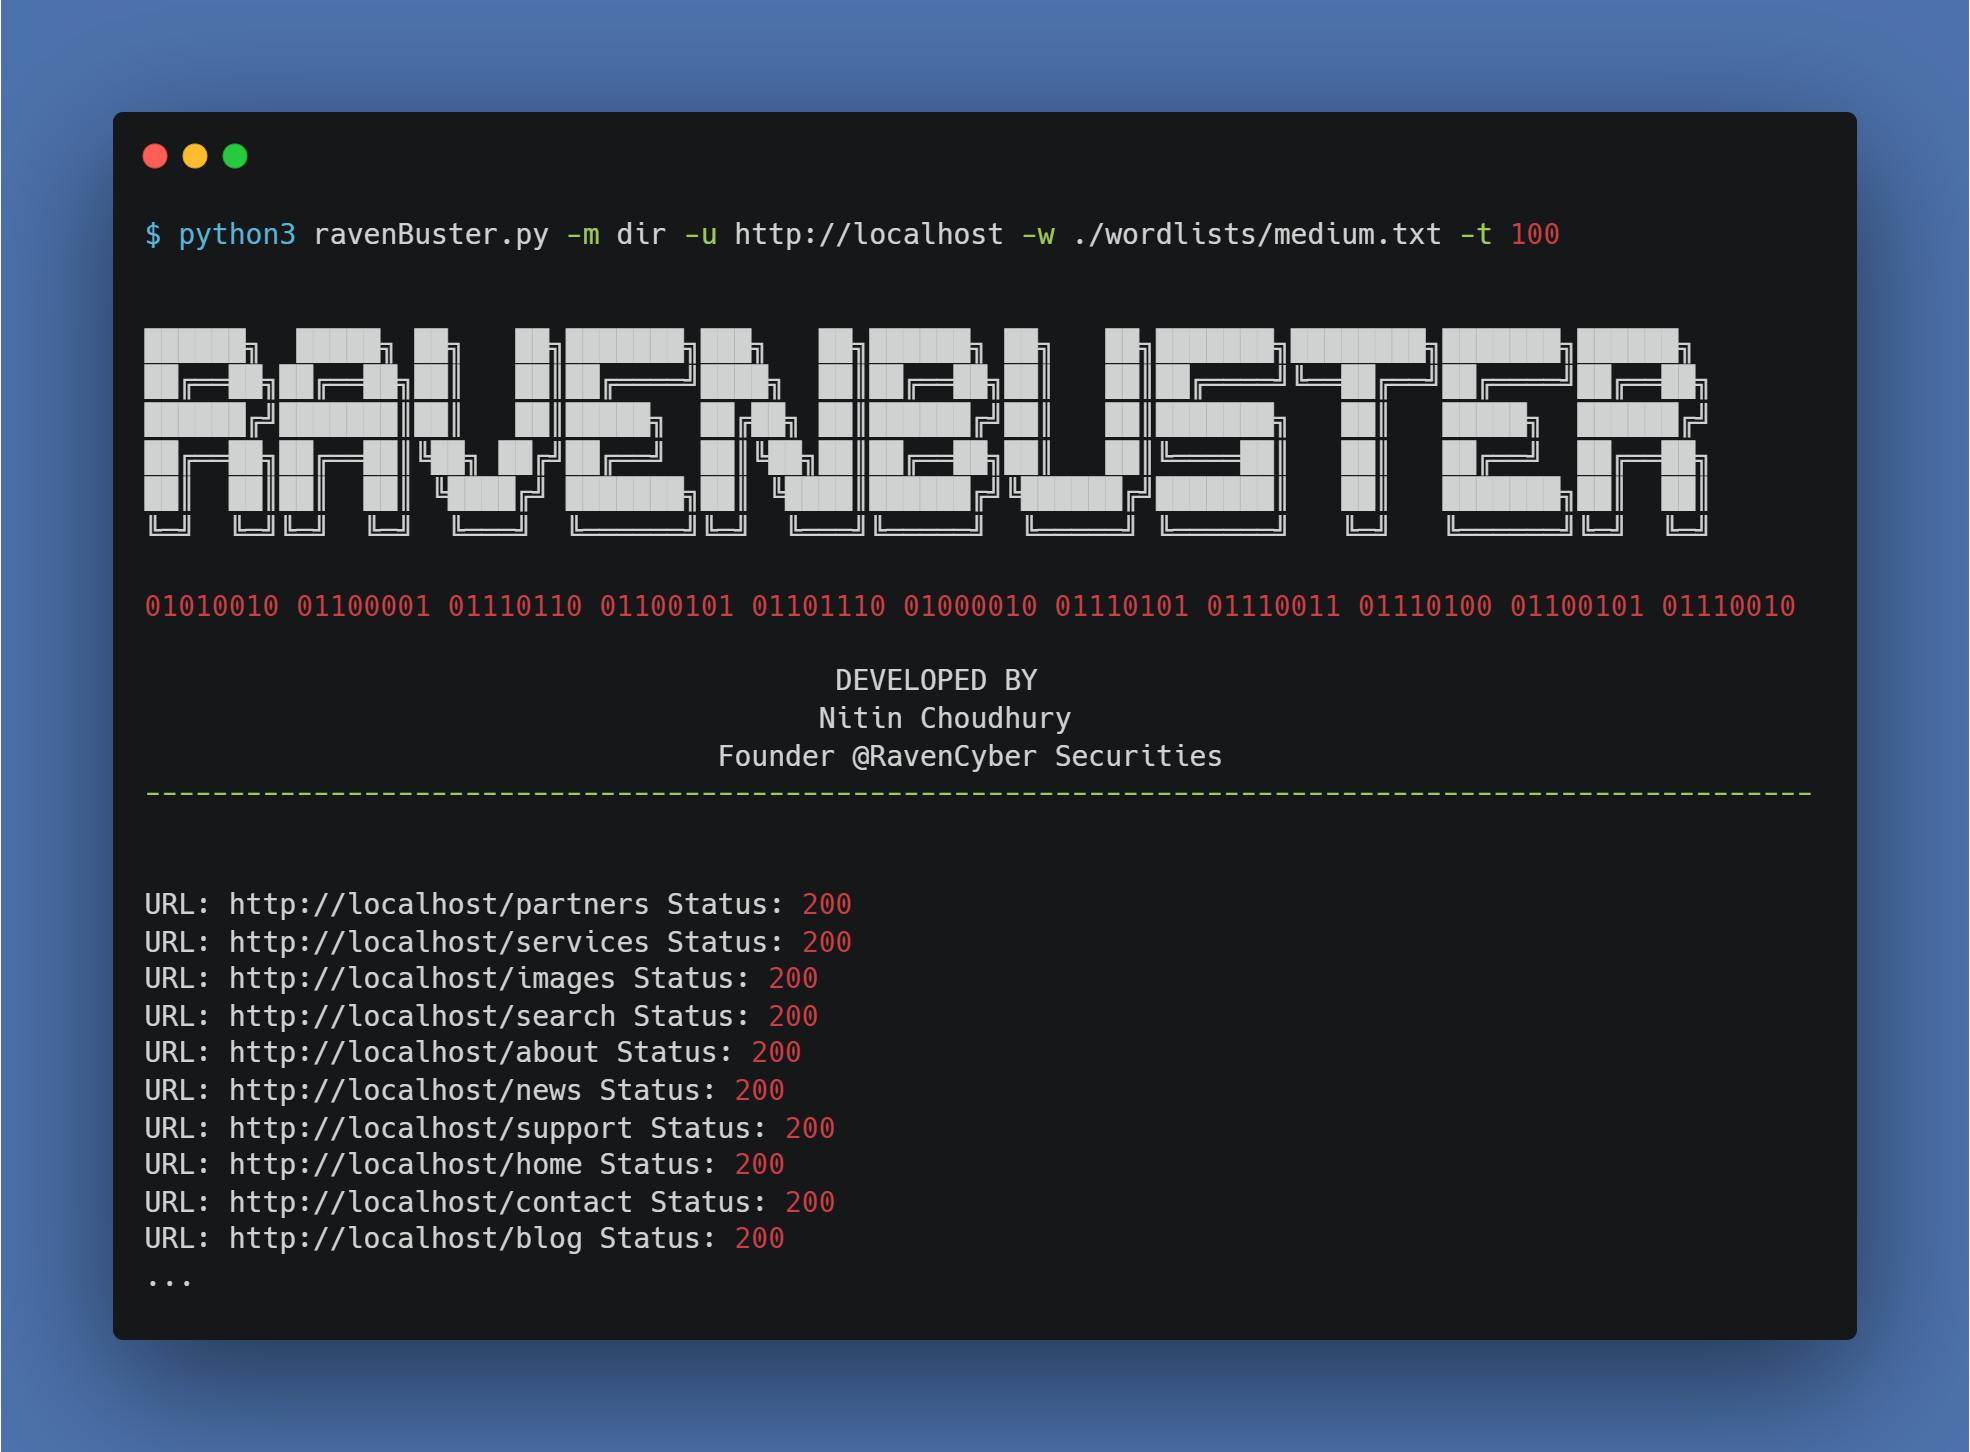 $ python3 ravenBuster.py -m dir -u http://localhost -w ./wordlists/medium.txt -t 100
RAVENBUSTER
01010010 01100001 01110110 01100101 01101110 01000010 01110101 01110011 01110100 01100101 01110010
DEVELOPED BY
Nitin Choudhury
Founder @RavenCyber Securities
---------------------------------------------------------------------------------------------------
URL: http://localhost/partners Status: 200
URL: http://localhost/services Status: 200
URL: http://localhost/images Status: 200
URL: http://localhost/search Status: 200
URL: http://localhost/about Status: 200
URL: http://localhost/news Status: 200
URL: http://localhost/support Status: 200
URL: http://localhost/home Status: 200
URL: http://localhost/contact Status: 200
URL: http://localhost/blog Status: 200
...